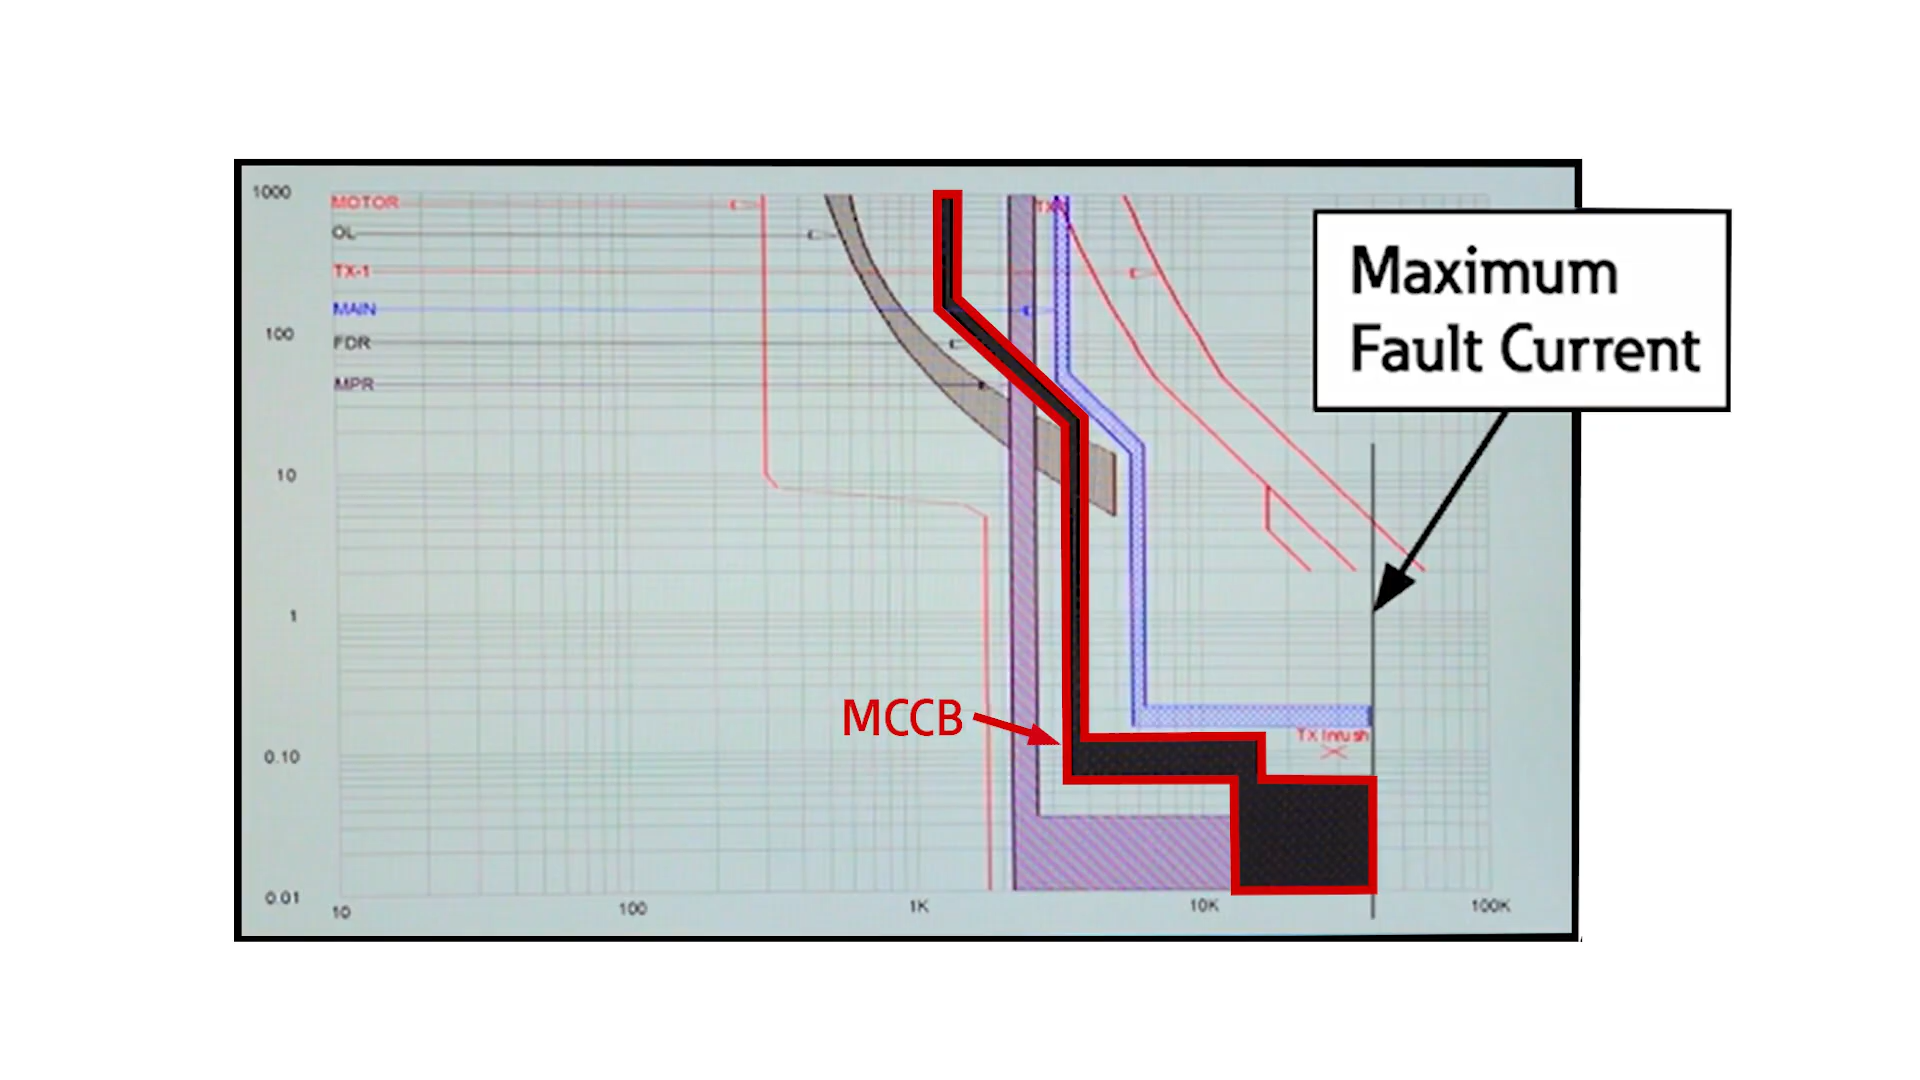 1000
MOTOR
OL
TX-1
MAIN
100
FDR
MPR
10
1
0.10
0.01
10
100
1K
10K
100K
TX Inrush
MCCB
Maximum
Fault Current